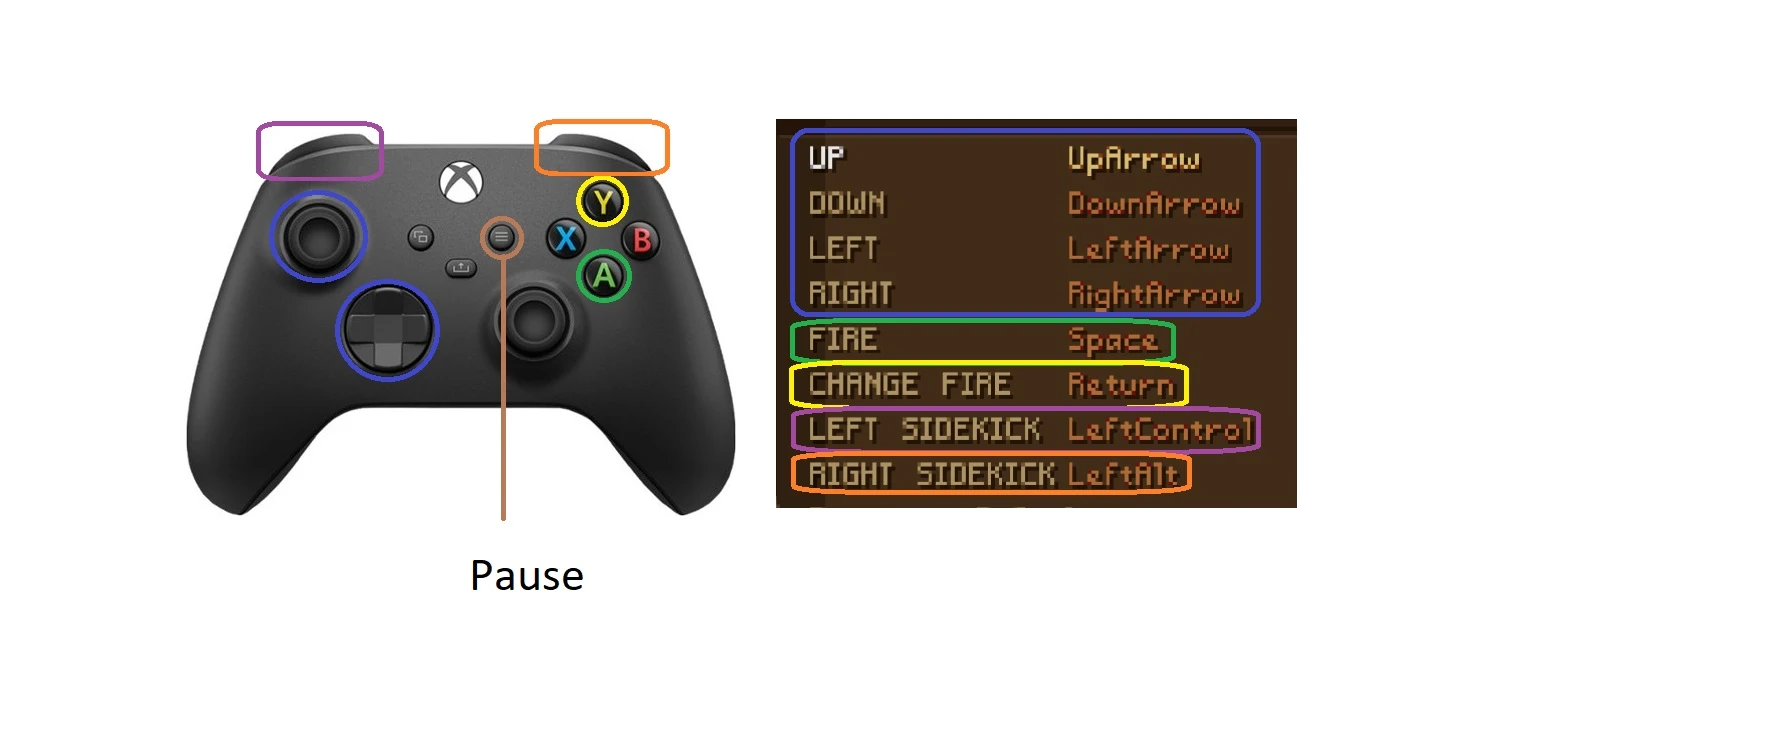 Y
X B
A
UP UpArrow
DOWN DownArrow
LEFT LeftArrow
RIGHT RightArrow
FIRE Space
CHANGE FIRE Return
LEFT SIDEKICK LeftControl
RIGHT SIDEKICK LeftAlt
Pause